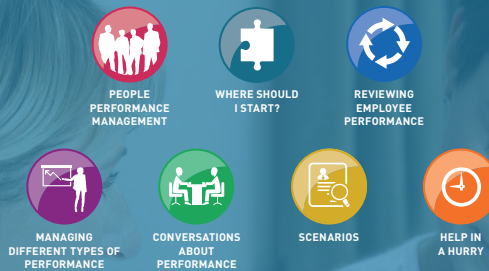 PEOPLE
PERFORMANCE
MANAGEMENT
WHERE SHOULD
I START?
REVIEWING
EMPLOYEE
PERFORMANCE
MANAGING
DIFFERENT TYPES OF
PERFORMANCE
CONVERSATIONS
ABOUT
PERFORMANCE
SCENARIOS
HELP IN
A HURRY